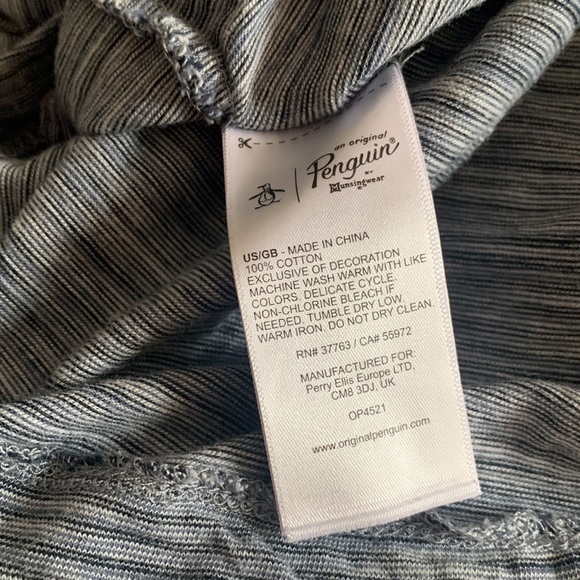 an original
Penguin®
BY
Munsingwear
US/GB - MADE IN CHINA
100% COTTON
EXCLUSIVE OF DECORATION
MACHINE WASH WARM WITH LIKE
COLORS. DELICATE CYCLE.
NON-CHLORINE BLEACH IF
NEEDED. TUMBLE DRY LOW.
WARM IRON. DO NOT DRY CLEAN.
RN# 37763 / CA# 55972
MANUFACTURED FOR:
Perry Ellis Europe LTD.
CM8 3DJ, UK
OP4521
www.originalpenguin.com